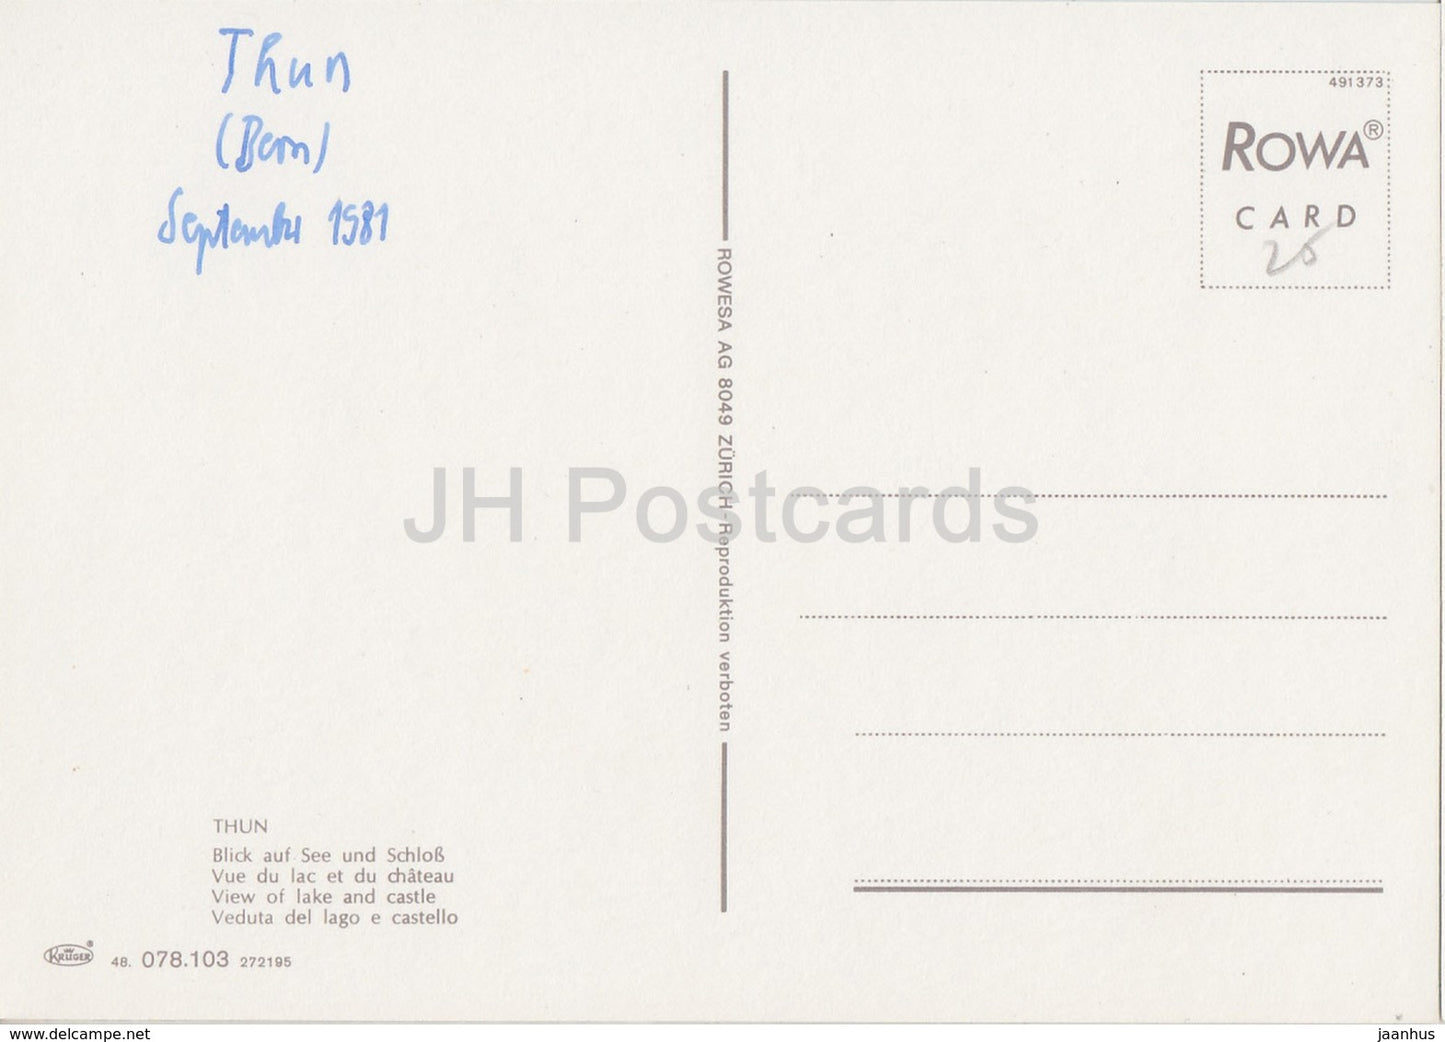 Thun
(Bern)
September 1981
491373
ROWA®
CARD
25
ROWESA AG 8049 ZÜRICH-Reproduktion verboten
JH Postcards
THUN
Blick auf See und Schloß
Vue du lac et du château
View of lake and castle
Veduta del lago e castello
KRÜGER® 48. 078.103 272195
www.delcampe.net
jaanhus